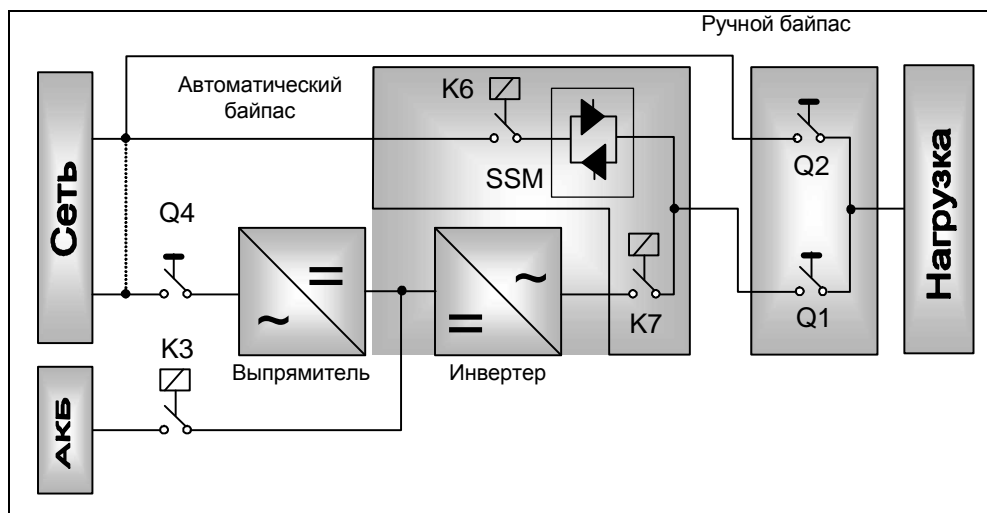 Ручной байпас
Автоматический
байпас
K6
SSM
Q2
Сеть
Q4
Нагрузка
=
~
~
=
K7
Q1
K3
Выпрямитель
Инвертер
АКБ